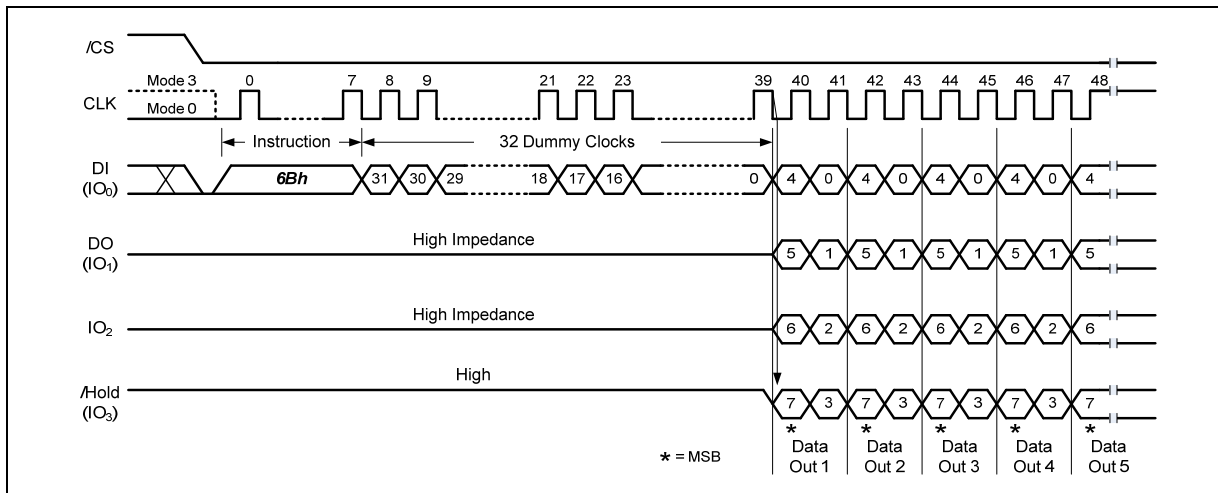 /CS
Mode 3
0 7 8 9 21 22 23 39 40 41 42 43 44 45 46 47 48
CLK
Mode 0
Instruction
32 Dummy Clocks
DI
(IO0)
6Bh 31 30 29 18 17 16 0 4 0 4 0 4 0 4 0 4
High Impedance
DO
(IO1)
5 1 5 1 5 1 5 1 5
High Impedance
IO2
6 2 6 2 6 2 6 2 6
High
/Hold
(IO3)
7 3 7 3 7 3 7 3 7
* * * * *
* = MSB
Data Out 1
Data Out 2
Data Out 3
Data Out 4
Data Out 5